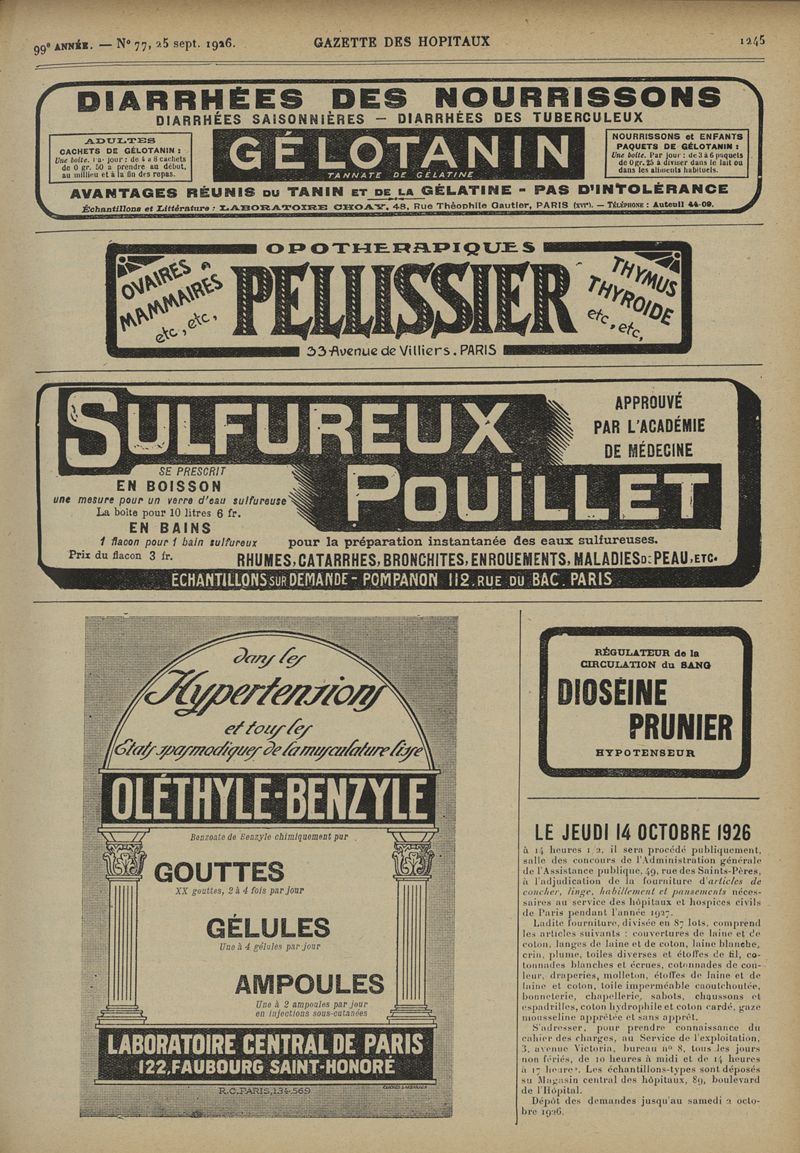 99e ANNÉE. — No 77, 25 sept. 1926.
GAZETTE DES HOPITAUX
1245
DIARRHÉES DES NOURRISSONS
DIARRHÉES SAISONNIÈRES — DIARRHÉES DES TUBERCULEUX
ADULTES
CACHETS DE GÉLOTANIN :
Une boîte. Par jour : de 4 à 8 cachets
de 0 gr. 50 à prendre au début,
au milieu et à la fin des repas.
GÉLOTANIN
TANNATE DE GÉLATINE
NOURRISSONS et ENFANTS
PAQUETS DE GÉLOTANIN :
Une boîte. Par jour : de 3 à 6 paquets
de 0 gr. 25 à diviser dans le lait ou
dans les aliments habituels.
AVANTAGES RÉUNIS DU TANIN ET DE LA GÉLATINE - PAS D'INTOLÉRANCE
Échantillons et Littérature : LABORATOIRE CHOAY, 48, Rue Théophile Gautier, PARIS (XVIe). — TÉLÉPHONE : Auteuil 44-09.
OPOTHERAPIQUES
OVAIRES
MAMMAIRES
etc, etc,
PELLISSIER
THYMUS
THYROIDE
etc, etc,
33 Avenue de Villiers. PARIS
SULFUREUX
POUILLET
APPROUVÉ
PAR L'ACADÉMIE
DE MÉDECINE
SE PRESCRIT
EN BOISSON
une mesure pour un verre d'eau sulfureuse
La boîte pour 10 litres 6 fr.
EN BAINS
1 flacon pour 1 bain sulfureux
Prix du flacon 3 fr.
pour la préparation instantanée des eaux sulfureuses.
RHUMES, CATARRHES, BRONCHITES, ENROUEMENTS, MALADIES DE PEAU, ETC.
ECHANTILLONS SUR DEMANDE - POMPANON 112. RUE DU BAC. PARIS
dans les
Hypertensions
et tous les
États spasmodiques de la musculature lisse
OLÉTHYLE-BENZYLE
Benzoate de Benzyle chimiquement pur
GOUTTES
XX gouttes, 2 à 4 fois par jour
GÉLULES
Une à 4 gélules par jour
AMPOULES
Une à 2 ampoules par jour
en injections sous-cutanées
LABORATOIRE CENTRAL DE PARIS
122, FAUBOURG SAINT-HONORÉ
R.C. PARIS, 134.569
RÉGULATEUR de la
CIRCULATION du SANG
DIOSÉINE
PRUNIER
HYPOTENSEUR
LE JEUDI 14 OCTOBRE 1926
à 14 heures 1/2, il sera procédé publiquement,
salle des concours de l'Administration générale
de l'Assistance publique, 49, rue des Saints-Pères,
à l'adjudication de la fourniture d'articles de
coucher, linge, habillement et pansements néces-
saires au service des hôpitaux et hospices civils
de Paris pendant l'année 1927.
Ladite fourniture, divisée en 87 lots, comprend
les articles suivants : couvertures de laine et de
coton, langes de laine et de coton, laine blanche,
crin, plume, toiles diverses et étoffes de fil, co-
tonnades blanches et écrues, cotonnades de cou-
leur, draperies, molleton, étoffes de laine et de
laine et coton, toile imperméable caoutchoutée,
bonneterie, chapellerie, sabots, chaussons et
espadrilles, coton hydrophile et coton cardé, gaze
mousseline apprêtée et sans apprêt.
S'adresser, pour prendre connaissance du
cahier des charges, au Service de l'exploitation,
3, avenue Victoria, bureau no 8, tous les jours
non fériés, de 10 heures à midi et de 14 heures
à 17 heures. Les échantillons-types sont déposés
au Magasin central des hôpitaux, 89, boulevard
de l'Hôpital.
Dépôt des demandes jusqu'au samedi 2 octo-
bre 1926.